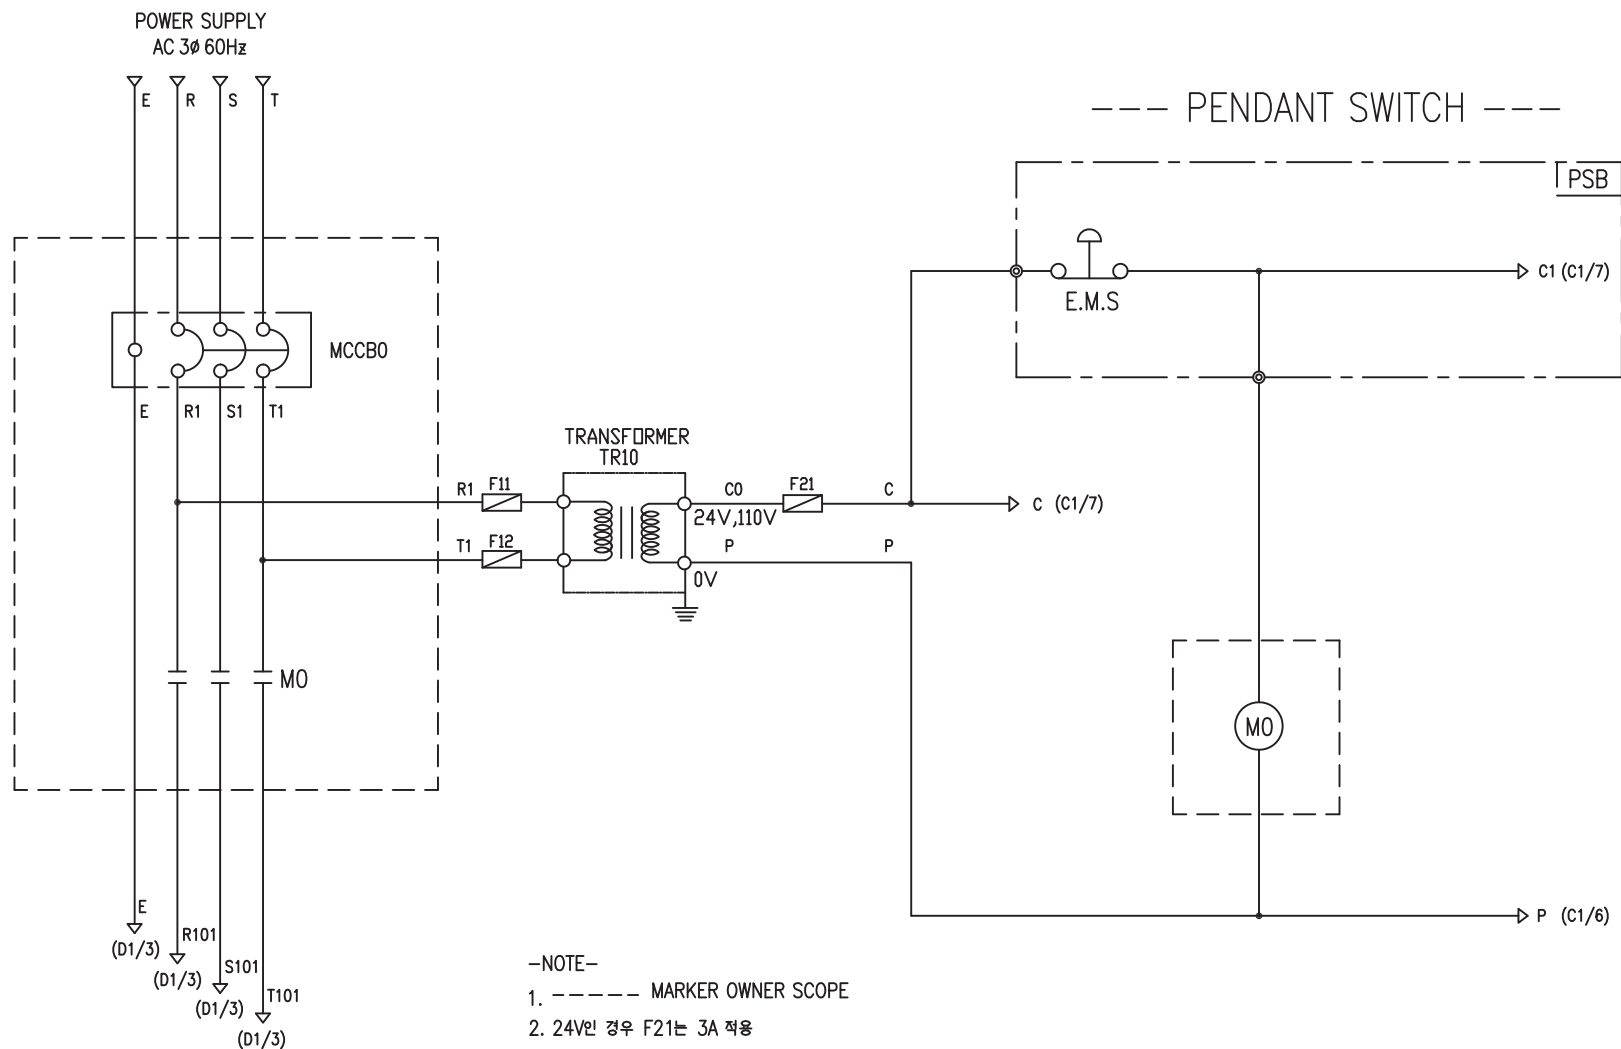 POWER SUPPLY
AC 3Ø 60Hz
E R S T
--- PENDANT SWITCH ---
PSB
E.M.S
C1 (C1/7)
MCCB0
E R1 S1 T1
TRANSFORMER
TR10
R1 F11
C0 F21 C
C (C1/7)
24V,110V
T1 F12
P P
0V
M0
M0
E
(D1/3)
R101
(D1/3)
S101
(D1/3)
T101
(D1/3)
P (C1/6)
-NOTE-
1. ------ MARKER OWNER SCOPE
2. 24V인 경우 F21는 3A 적용